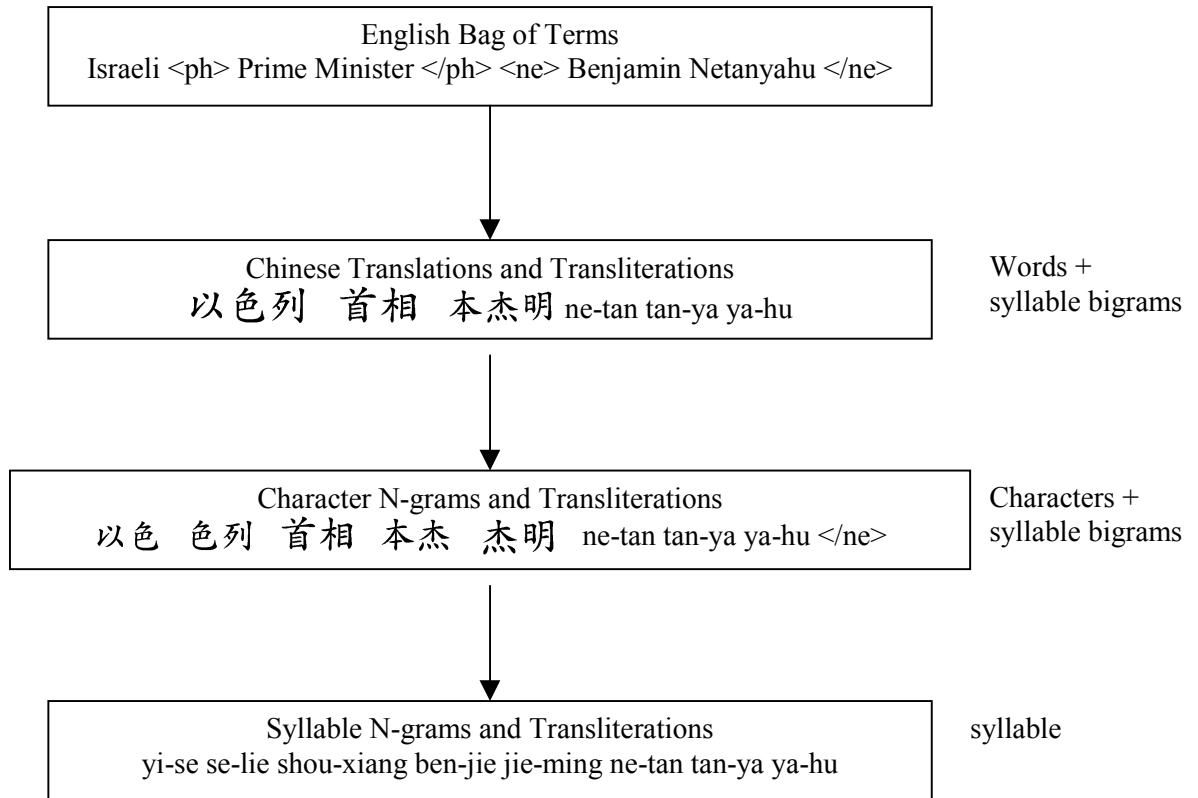 English Bag of Terms
Israeli <ph> Prime Minister </ph> <ne> Benjamin Netanyahu </ne>
Chinese Translations and Transliterations
以色列 首相 本杰明 ne-tan tan-ya ya-hu
Words +
syllable bigrams
Character N-grams and Transliterations
以色 色列 首相 本杰 杰明 ne-tan tan-ya ya-hu </ne>
Characters +
syllable bigrams
Syllable N-grams and Transliterations
yi-se se-lie shou-xiang ben-jie jie-ming ne-tan tan-ya ya-hu
syllable